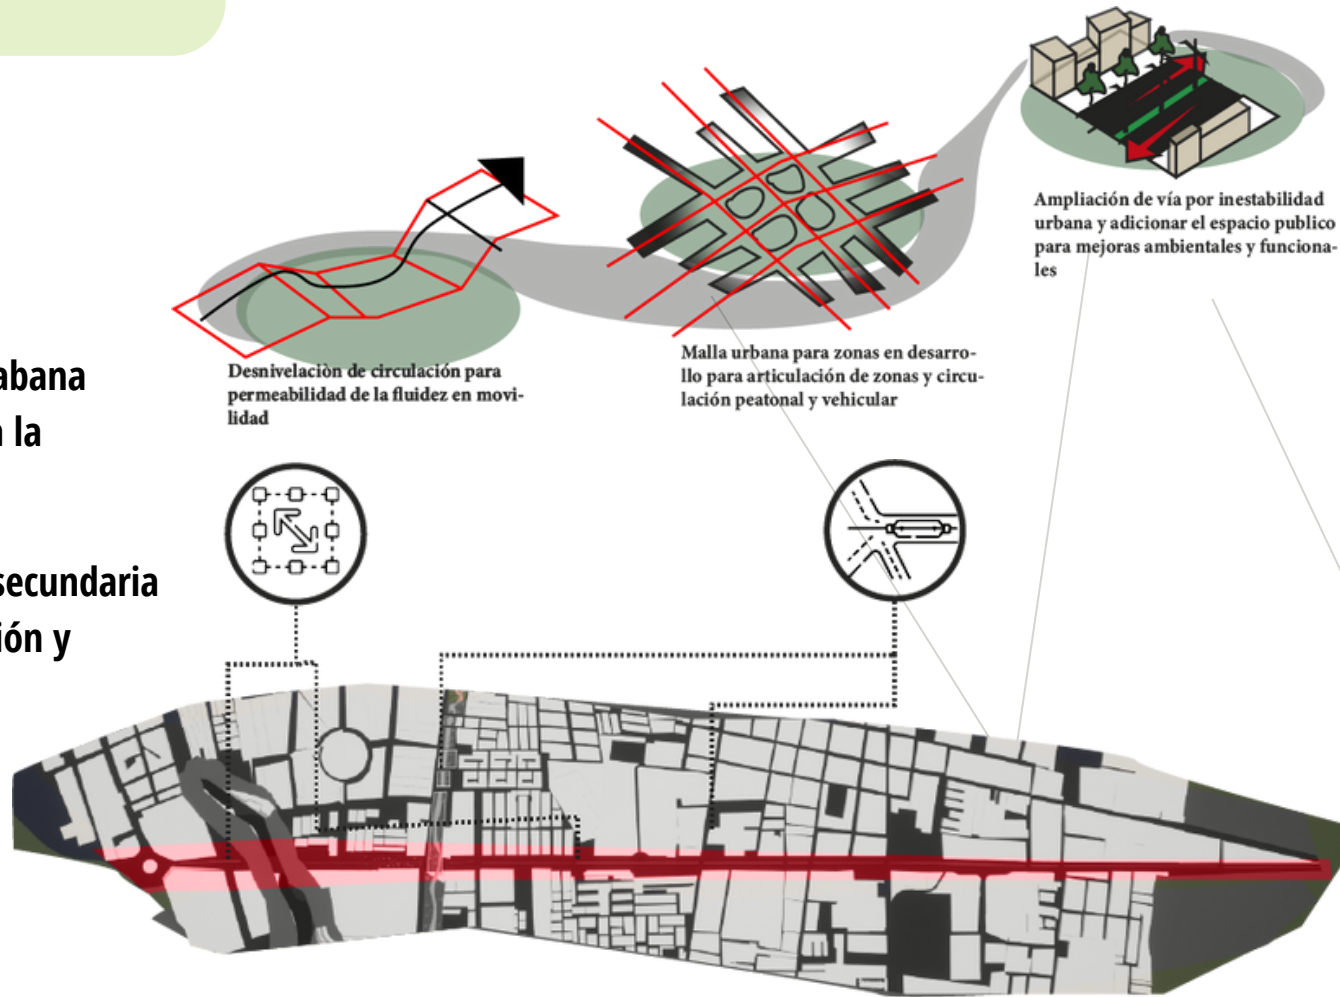 Ampliación de vía por inestabilidad
urbana y adicionar el espacio publico
para mejoras ambientales y funciona-
les
Malla urbana para zonas en desarro-
llo para articulación de zonas y circu-
lación peatonal y vehicular
Desnivelaciòn de circulación para
permeabilidad de la fluidez en movi-
lidad
abana
la
secundaria
ión y